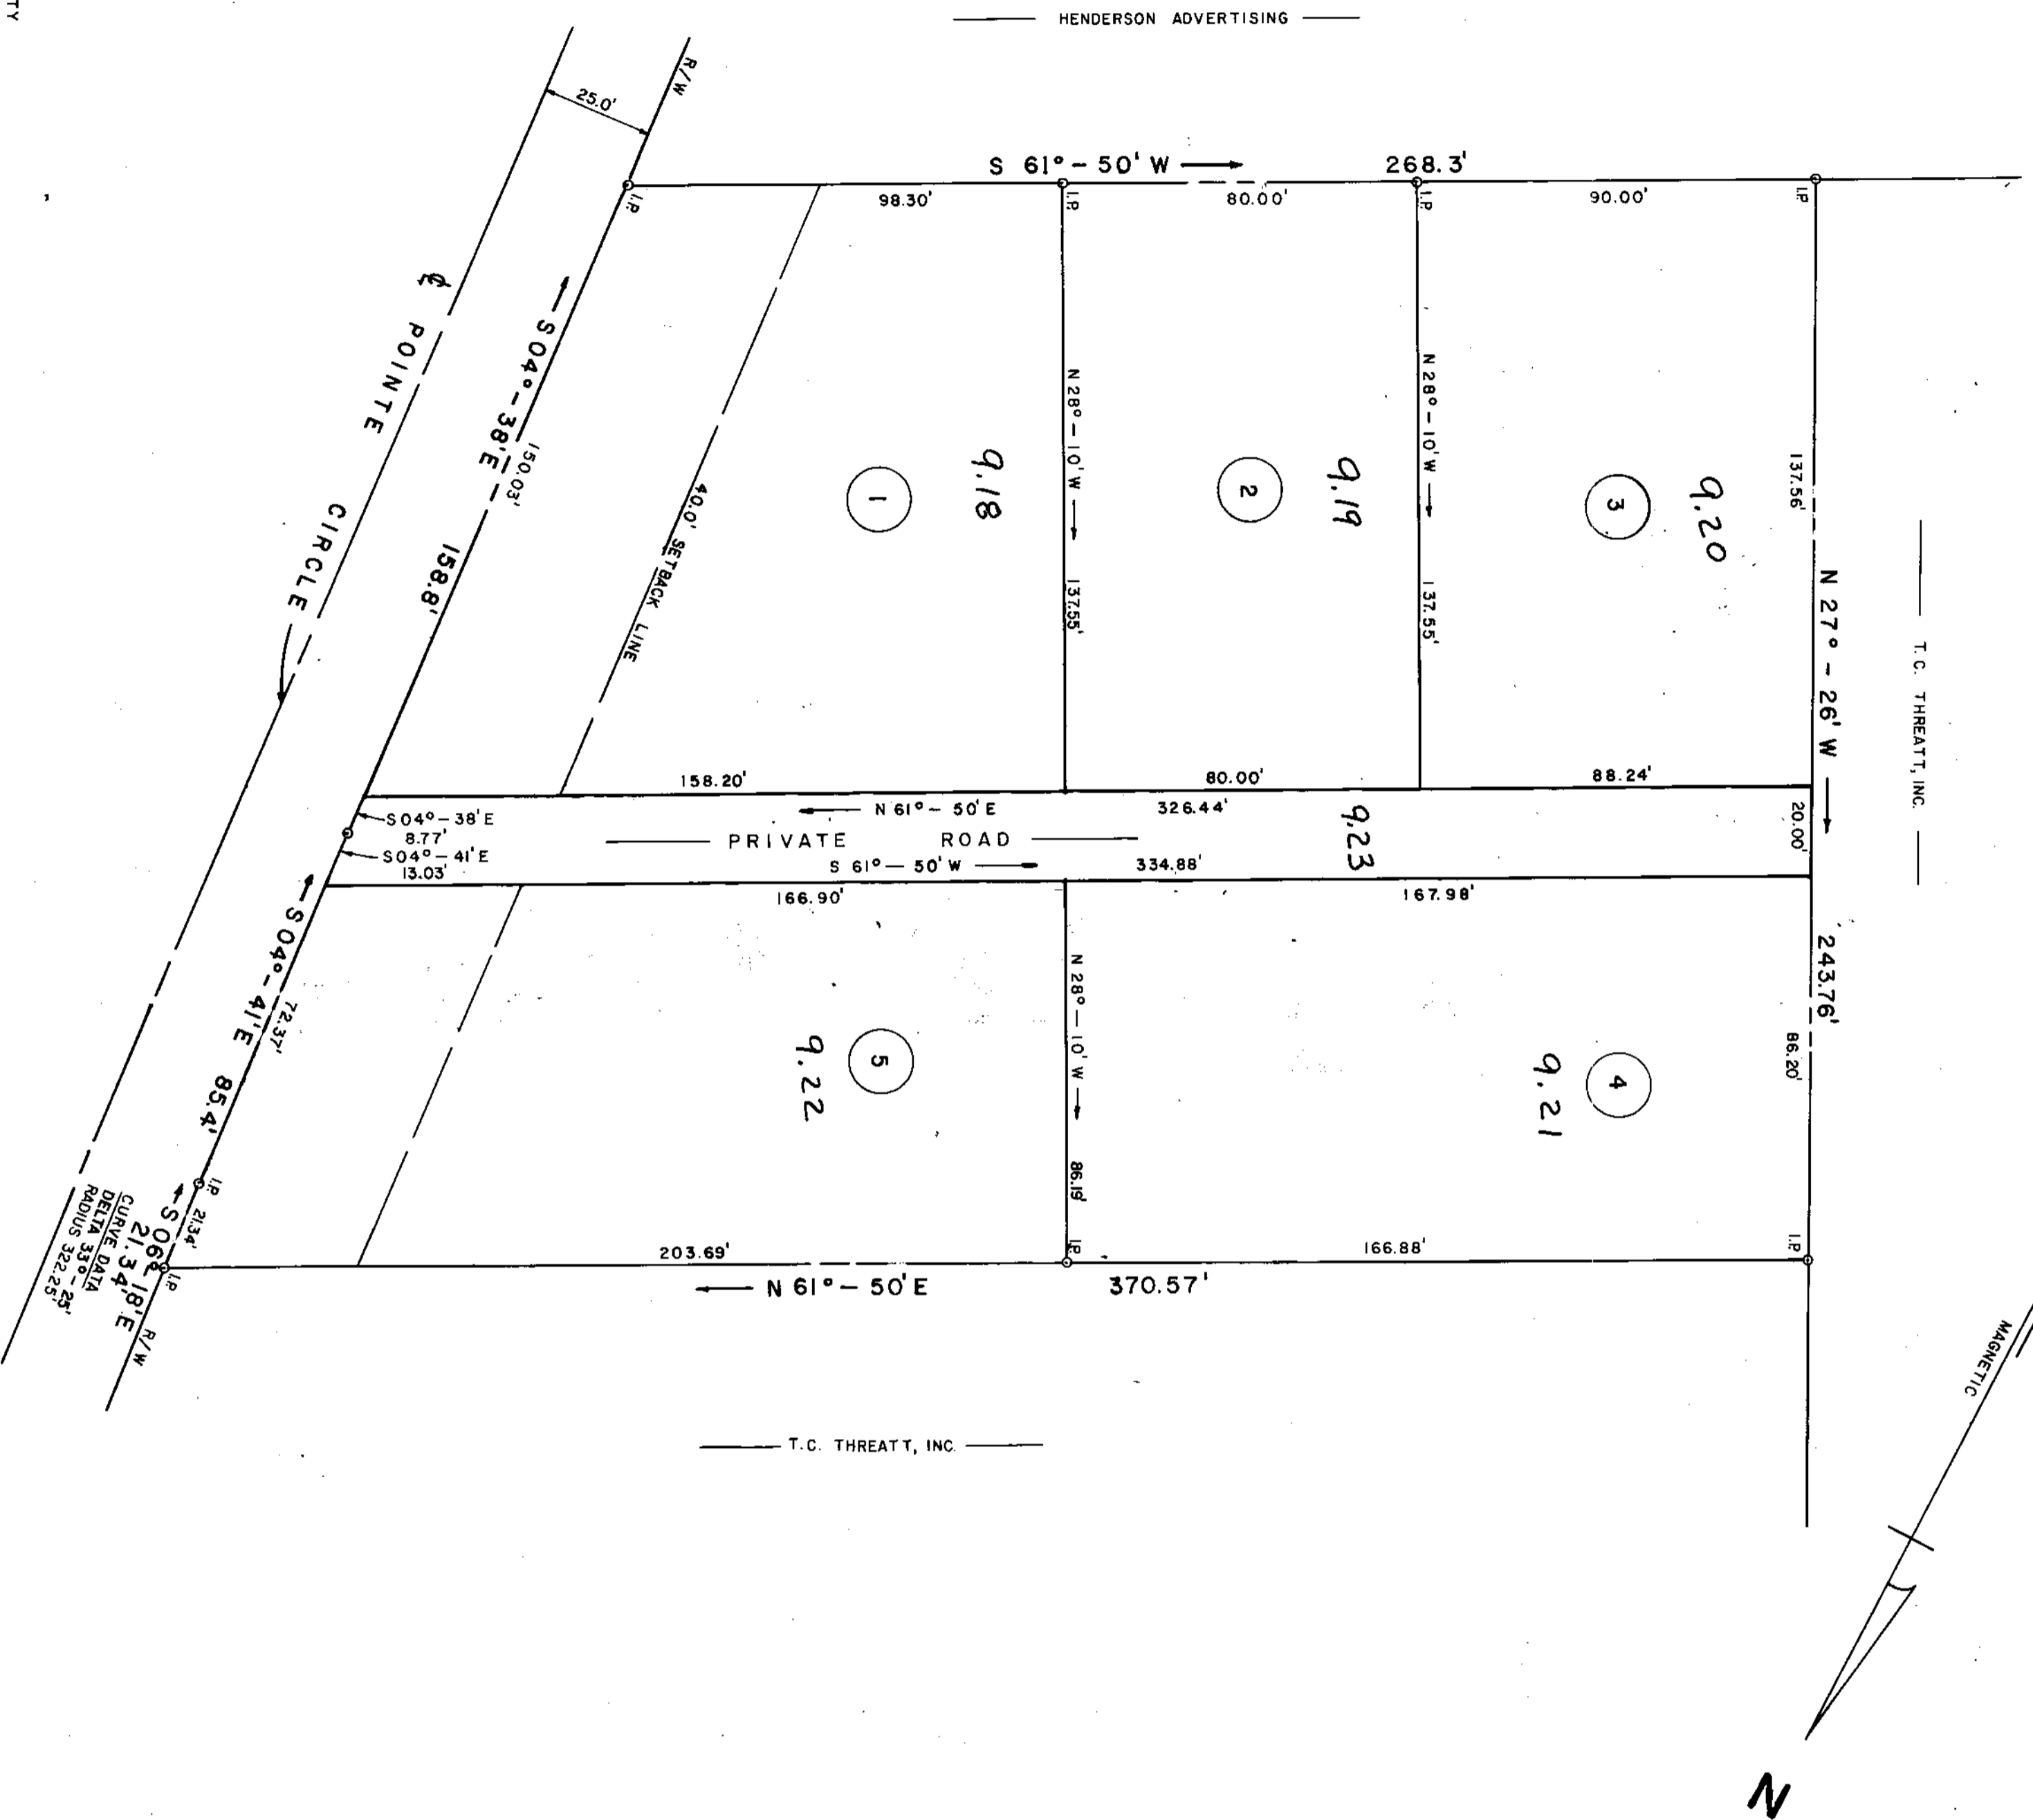 TY
HENDERSON ADVERTISING
R/W
25.0'
S 61° - 50' W 268.3'
I.P.
98.30'
I.P.
80.00'
I.P.
90.00'
I.P.
℄ POINTE CIRCLE
S 04° - 38' E 158.8'
150.03'
40.0' SETBACK LINE
1
9.18
N 28° - 10' W 137.55'
2
9.19
N 28° - 10' W 137.55'
3
9.20
137.56'
N 27° - 26' W 243.76'
T.C. THREATT, INC.
158.20'
80.00'
88.24'
N 61° - 50' E 326.44'
S 04° - 38' E
8.77'
PRIVATE ROAD
9.23
20.00'
S 04° - 41' E
13.03'
S 61° - 50' W 334.88'
166.90'
167.98'
S 04° - 41' E 85.4'
72.37'
5
9.22
N 28° - 10' W 86.19'
4
9.21
86.20'
I.P.
21.34'
S 06° - 18' E
21.34'
CURVE DATA
DELTA 33° - 25'
RADIUS 322.25'
I.P.
R/W
203.69'
I.P.
166.88'
I.P.
N 61° - 50' E 370.57'
T.C. THREATT, INC.
MAGNETIC
N